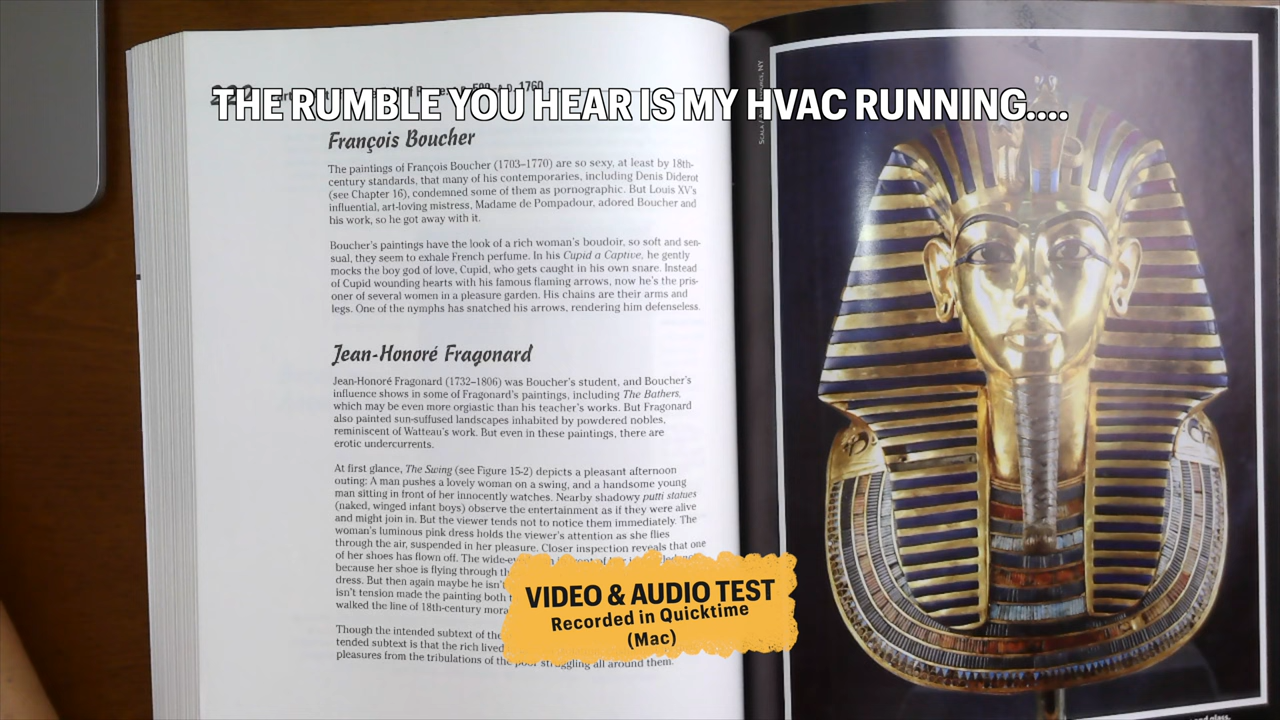 THE RUMBLE YOU HEAR IS MY HVAC RUNNING....
François Boucher
The paintings of François Boucher (1703–1770) are so sexy, at least by 18th-
century standards, that many of his contemporaries, including Denis Diderot
(see Chapter 16), condemned some of them as pornographic. But Louis XV's
influential, art-loving mistress, Madame de Pompadour, adored Boucher and
his work, so he got away with it.
Boucher's paintings have the look of a rich woman's boudoir, so soft and sen-
sual, they seem to exhale French perfume. In his Cupid a Captive, he gently
mocks the boy god of love, Cupid, who gets caught in his own snare. Instead
of Cupid wounding hearts with his famous flaming arrows, now he's the pris-
oner of several women in a pleasure garden. His chains are their arms and
legs. One of the nymphs has snatched his arrows, rendering him defenseless.
Jean-Honoré Fragonard
Jean-Honoré Fragonard (1732–1806) was Boucher's student, and Boucher's
influence shows in some of Fragonard's paintings, including The Bathers,
which may be even more orgiastic than his teacher's works. But Fragonard
also painted sun-suffused landscapes inhabited by powdered nobles,
reminiscent of Watteau's work. But even in these paintings, there are
erotic undercurrents.
At first glance, The Swing (see Figure 15-2) depicts a pleasant afternoon
outing: A man pushes a lovely woman on a swing, and a handsome young
man sitting in front of her innocently watches. Nearby shadowy putti statues
(naked, winged infant boys) observe the entertainment as if they were alive
and might join in. But the viewer tends not to notice them immediately. The
woman's luminous pink dress holds the viewer's attention as she flies
through the air, suspended in her pleasure. Closer inspection reveals that one
of her shoes has flown off. The
because her shoe is flying through
dress. But then again maybe he isn't
isn't tension made the painting both
walked the line of 18th-century
Though the intended subtext of the
tended subtext is that the rich lived
pleasures from the tribulations of the poor struggling all around them.
VIDEO & AUDIO TEST
Recorded in Quicktime
(Mac)